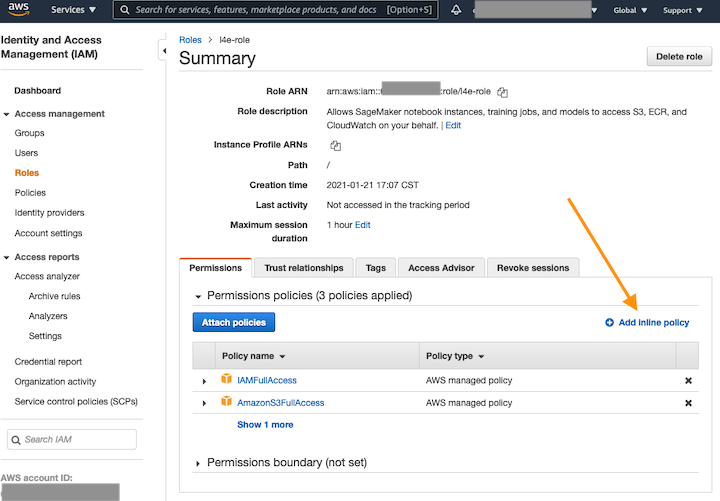 aws Services ▼ Search for services, features, marketplace products, and docs [Option+S] Global ▼ Support ▼
Identity and Access
Management (IAM)
Dashboard
Access management
Groups
Users
Roles
Policies
Identity providers
Account settings
Access reports
Access analyzer
Archive rules
Analyzers
Settings
Credential report
Organization activity
Service control policies (SCPs)
Search IAM
AWS account ID:
Roles > l4e-role
Summary
Delete role
Role ARN arn:aws:iam:: :role/l4e-role
Role description Allows SageMaker notebook instances, training jobs, and models to access S3, ECR, and
CloudWatch on your behalf. | Edit
Instance Profile ARNs
Path /
Creation time 2021-01-21 17:07 CST
Last activity Not accessed in the tracking period
Maximum session 1 hour Edit
duration
Permissions Trust relationships Tags Access Advisor Revoke sessions
Permissions policies (3 policies applied)
Attach policies Add inline policy
Policy name Policy type
IAMFullAccess AWS managed policy
AmazonS3FullAccess AWS managed policy
Show 1 more
Permissions boundary (not set)